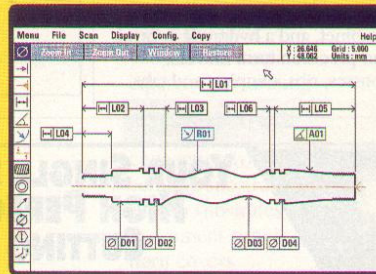 Menu File Scan Display Config. Copy Help
Zoom In Zoom Out Window Restore X : 26.646 Grid : 5.000
Y : 48.062 Units : mm
L01
L02 L03 L06 L05
L04 R01 A01
D01 D02 D03 D04